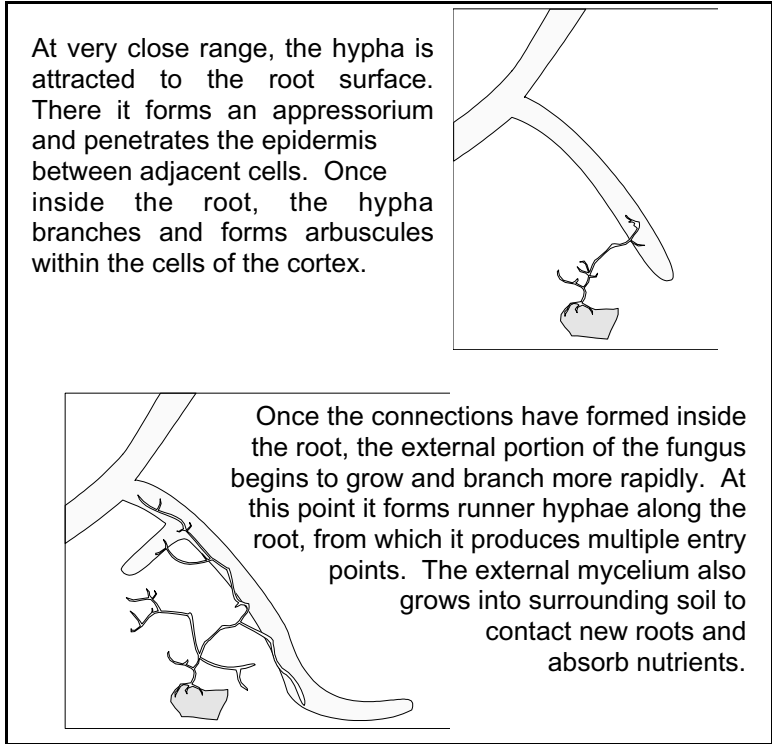 At very close range, the hypha is
attracted to the root surface.
There it forms an appressorium
and penetrates the epidermis
between adjacent cells. Once
inside the root, the hypha
branches and forms arbuscules
within the cells of the cortex.
Once the connections have formed inside
the root, the external portion of the fungus
begins to grow and branch more rapidly. At
this point it forms runner hyphae along the
root, from which it produces multiple entry
points. The external mycelium also
grows into surrounding soil to
contact new roots and
absorb nutrients.